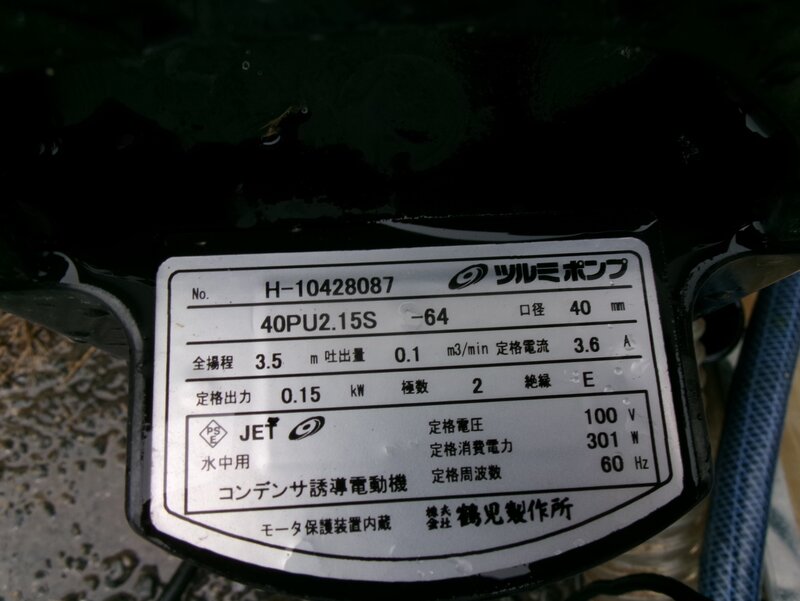 No. H-10428087 ツルミポンプ
40PU2.15S -64 口径 40 mm
全揚程 3.5 m 吐出量 0.1 m3/min 定格電流 3.6 A
定格出力 0.15 kW 極数 2 絶縁 E
PSE JET 定格電圧 100 V
水中用 定格消費電力 301 W
コンデンサ誘導電動機 定格周波数 60 Hz
モータ保護装置内蔵 株式会社 鶴見製作所